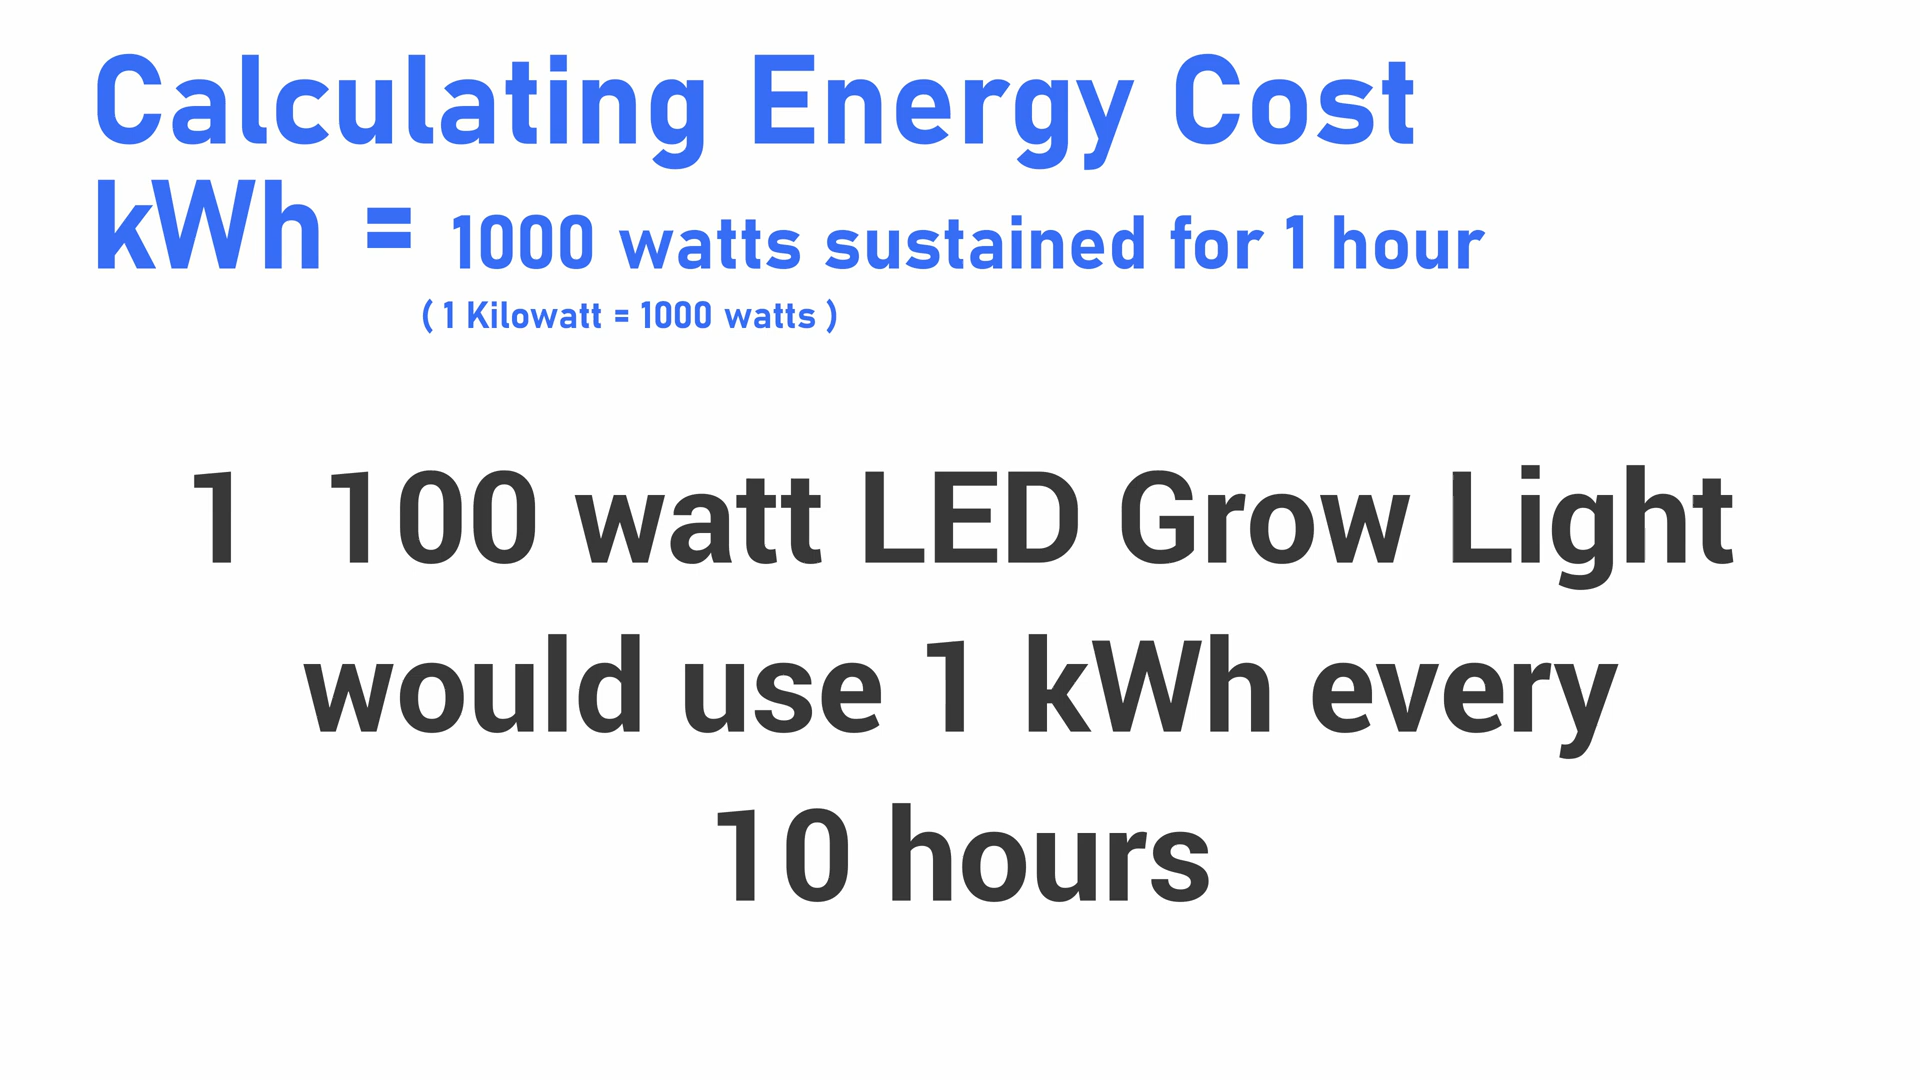 Calculating Energy Cost
kWh = 1000 watts sustained for 1 hour
( 1 Kilowatt = 1000 watts )
1 100 watt LED Grow Light
would use 1 kWh every
10 hours